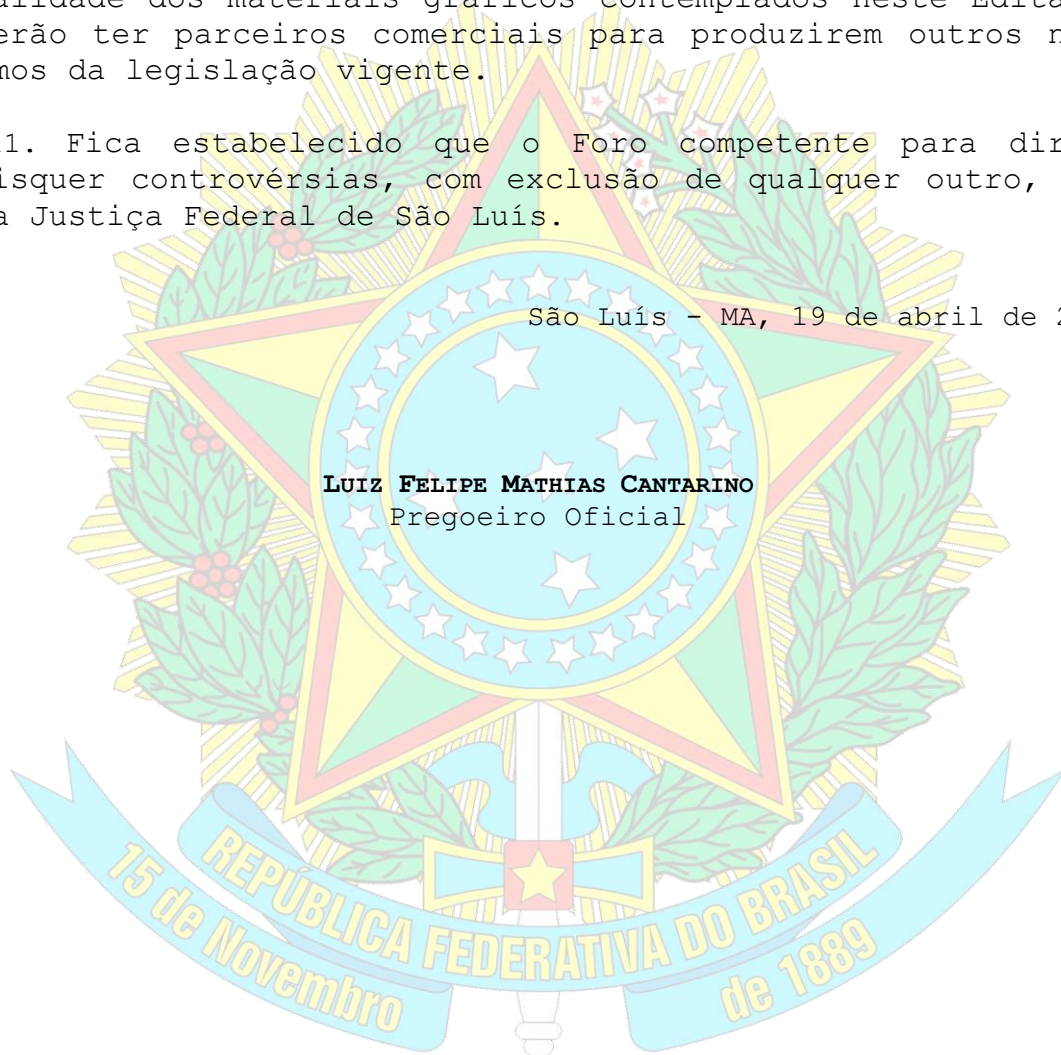 alidade dos materiais gráficos contemplados neste Edita
erão ter parceiros comerciais para produzirem outros n
mos da legislação vigente.
1. Fica estabelecido que o Foro competente para dir
isquer controvérsias, com exclusão de qualquer outro,
a Justiça Federal de São Luís.
São Luís - MA, 19 de abril de 2
LUIZ FELIPE MATHIAS CANTARINO
Pregoeiro Oficial
REPÚBLICA FEDERATIVA DO BRASIL
15 de Novembro
de 1889